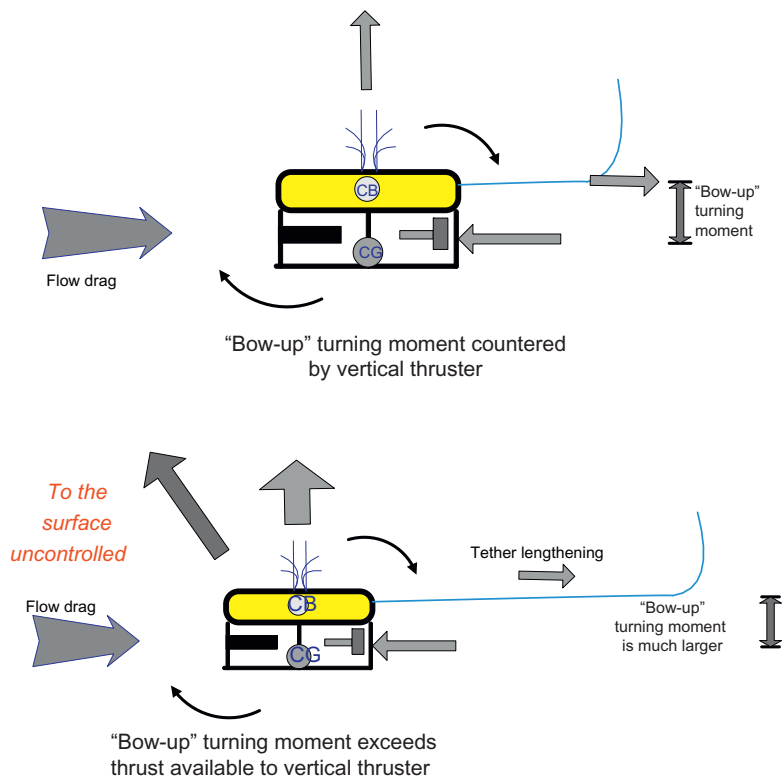 CB
“Bow-up”
turning
moment
CG
Flow drag
“Bow-up” turning moment countered
by vertical thruster
To the
surface
uncontrolled
Tether lengthening
CB
Flow drag
“Bow-up”
turning moment
is much larger
CG
“Bow-up” turning moment exceeds
thrust available to vertical thruster